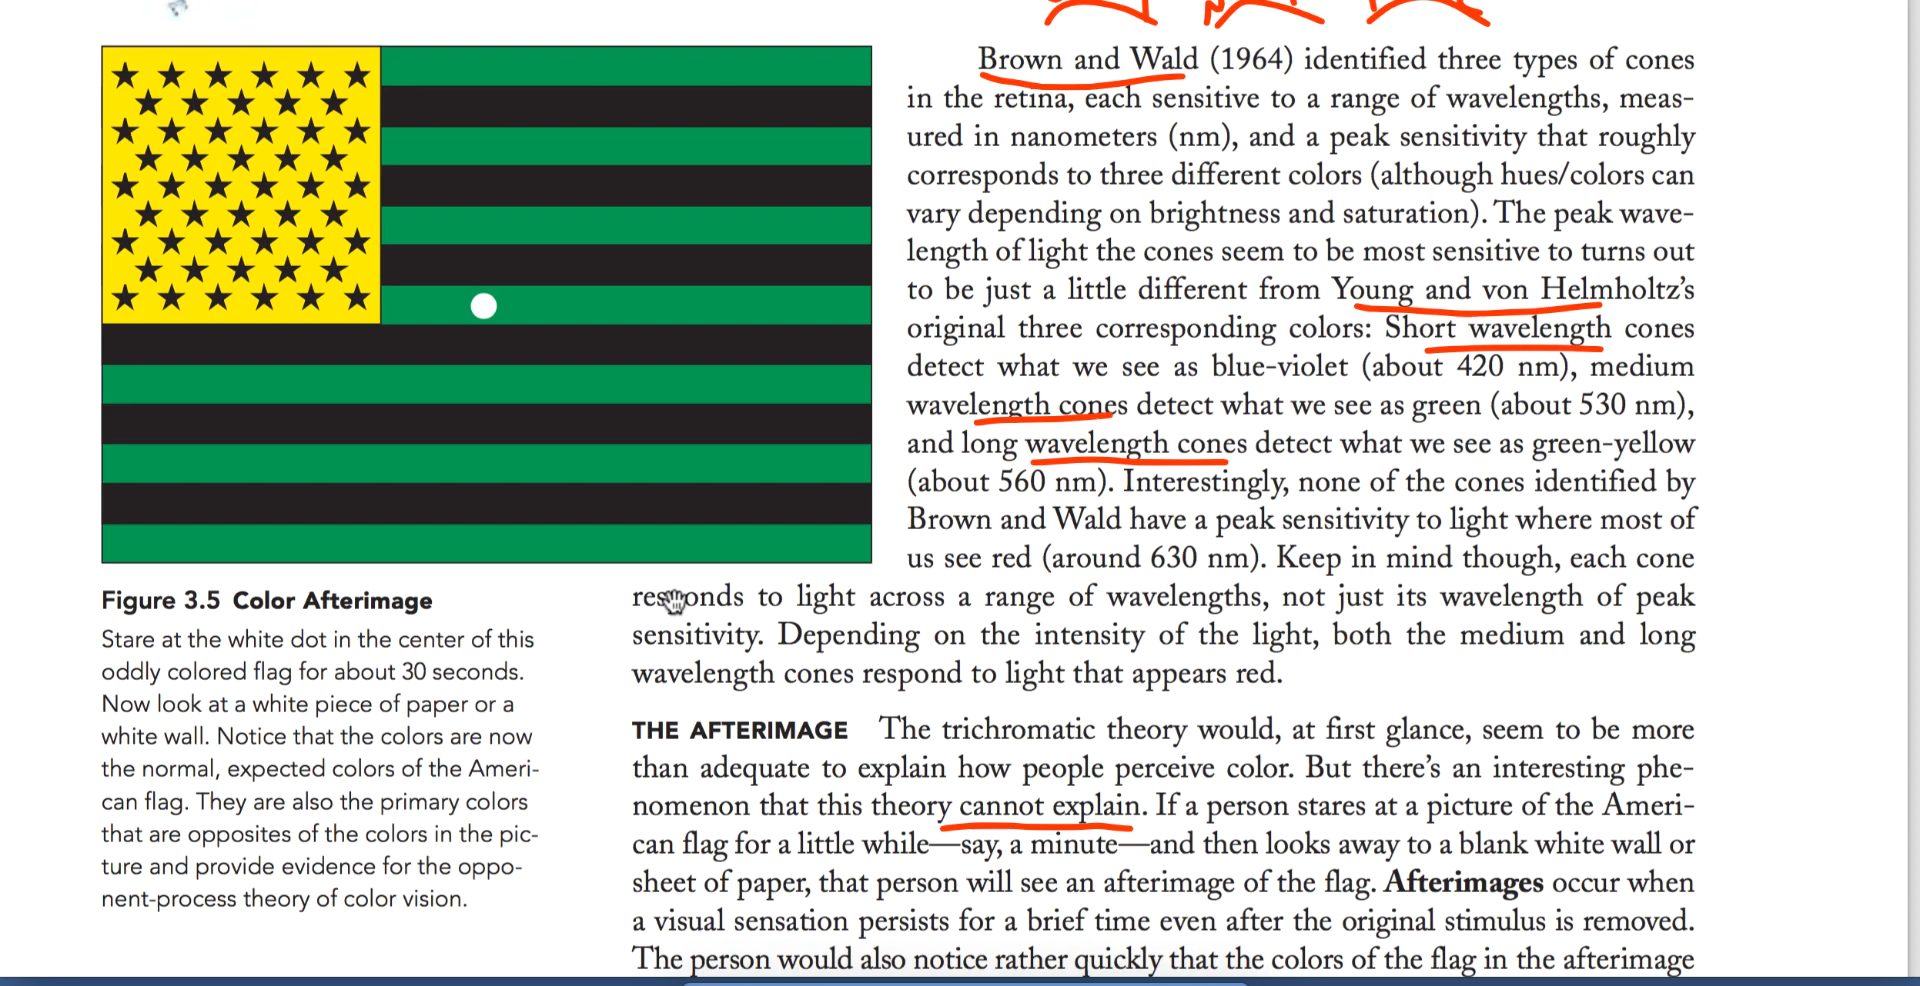 Brown and Wald (1964) identified three types of cones
in the retina, each sensitive to a range of wavelengths, meas-
ured in nanometers (nm), and a peak sensitivity that roughly
corresponds to three different colors (although hues/colors can
vary depending on brightness and saturation). The peak wave-
length of light the cones seem to be most sensitive to turns out
to be just a little different from Young and von Helmholtz's
original three corresponding colors: Short wavelength cones
detect what we see as blue-violet (about 420 nm), medium
wavelength cones detect what we see as green (about 530 nm),
and long wavelength cones detect what we see as green-yellow
(about 560 nm). Interestingly, none of the cones identified by
Brown and Wald have a peak sensitivity to light where most of
us see red (around 630 nm). Keep in mind though, each cone
responds to light across a range of wavelengths, not just its wavelength of peak
sensitivity. Depending on the intensity of the light, both the medium and long
wavelength cones respond to light that appears red.
Figure 3.5 Color Afterimage
Stare at the white dot in the center of this
oddly colored flag for about 30 seconds.
Now look at a white piece of paper or a
white wall. Notice that the colors are now
the normal, expected colors of the Ameri-
can flag. They are also the primary colors
that are opposites of the colors in the pic-
ture and provide evidence for the oppo-
nent-process theory of color vision.
THE AFTERIMAGE The trichromatic theory would, at first glance, seem to be more
than adequate to explain how people perceive color. But there's an interesting phe-
nomenon that this theory cannot explain. If a person stares at a picture of the Ameri-
can flag for a little while—say, a minute—and then looks away to a blank white wall or
sheet of paper, that person will see an afterimage of the flag. Afterimages occur when
a visual sensation persists for a brief time even after the original stimulus is removed.
The person would also notice rather quickly that the colors of the flag in the afterimage